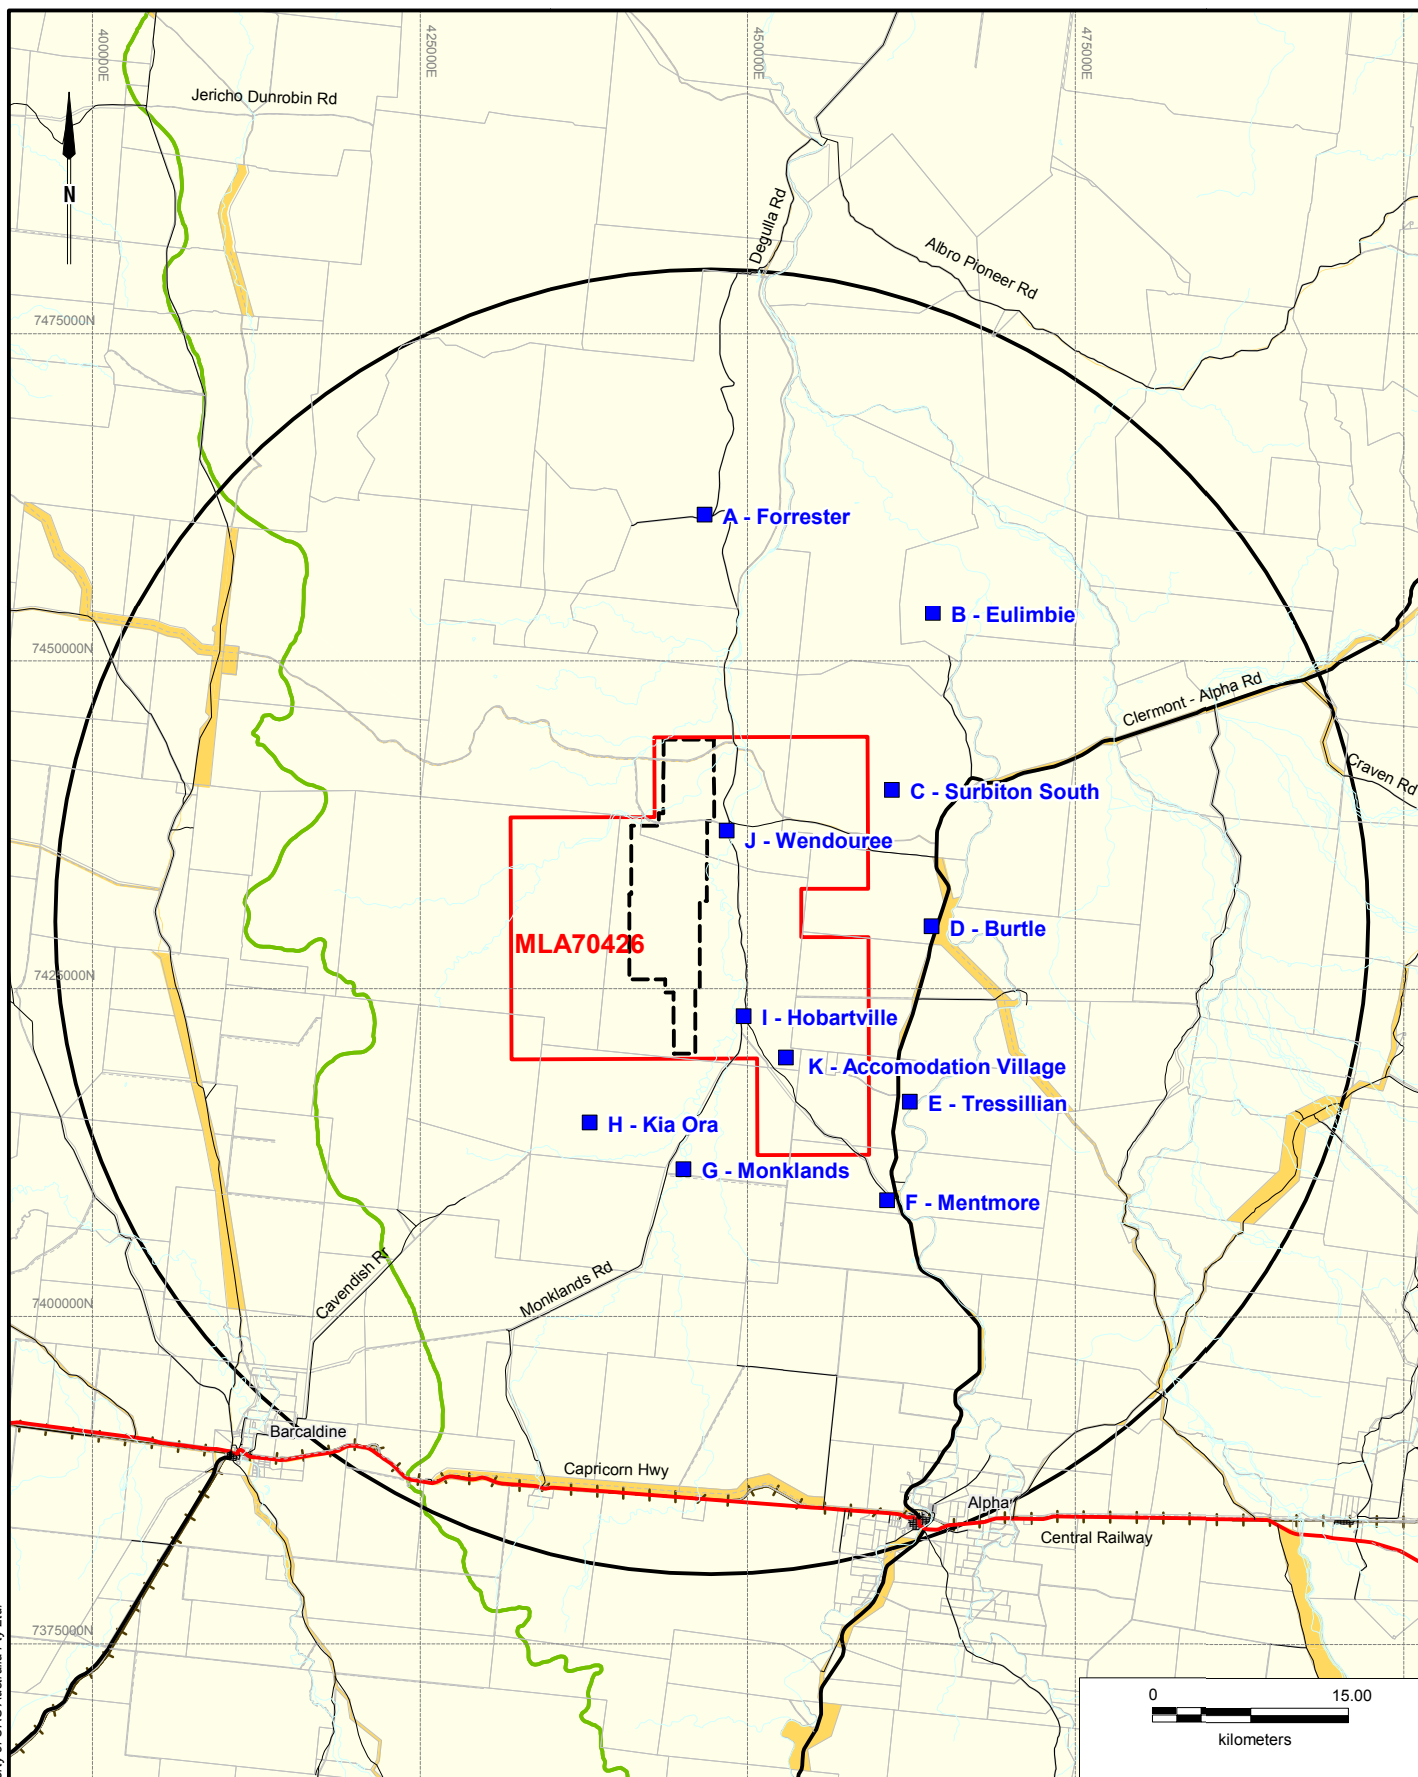 400000E
425000E
450000E
475000E
Jericho Dunrobin Rd
N
Degulla Rd
Albro Pioneer Rd
7475000N
A - Forrester
B - Eulimbie
7450000N
Clermont - Alpha Rd
Craven Rd
C - Surbiton South
J - Wendouree
D - Burtle
MLA70426
7425000N
I - Hobartville
K - Accomodation Village
E - Tressillian
H - Kia Ora
G - Monklands
F - Mentmore
Cavendish Rr
Monklands Rd
7400000N
Barcaldine
Capricorn Hwy
Alpha
Central Railway
7375000N
0 15.00
kilometers